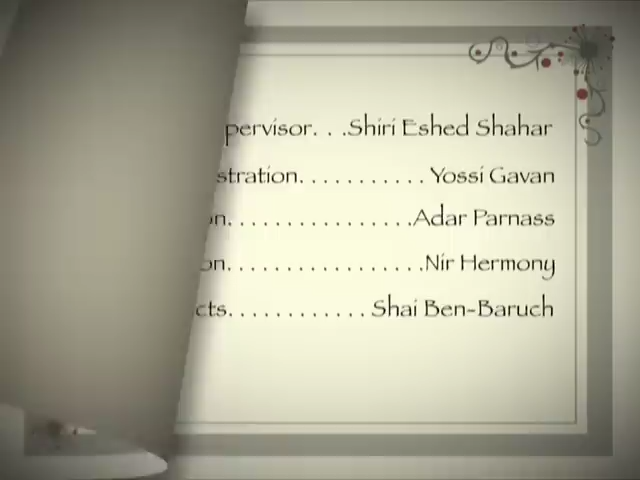 pervisor. . .Shiri Eshed Shahar
stration. . . . . . . . . . . Yossi Gavan
on. . . . . . . . . . . . . . . .Adar Parnass
on. . . . . . . . . . . . . . . . .Nir Hermony
cts. . . . . . . . . . . . Shai Ben-Baruch